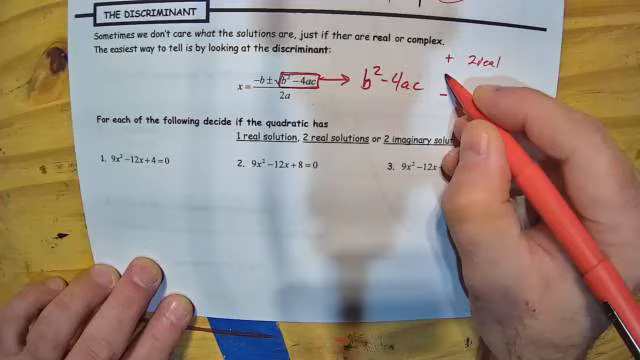 THE DISCRIMINANT
Sometimes we don't care what the solutions are, just if ther are real or complex.
The easiest way to tell is by looking at the discriminant:
x = (-b ± √(b² - 4ac)) / 2a
b² - 4ac
+ 2 real
-
For each of the following decide if the quadratic has
1 real solution, 2 real solutions or 2 imaginary
1. 9x² - 12x + 4 = 0
2. 9x² - 12x + 8 = 0
3. 9x² - 12x